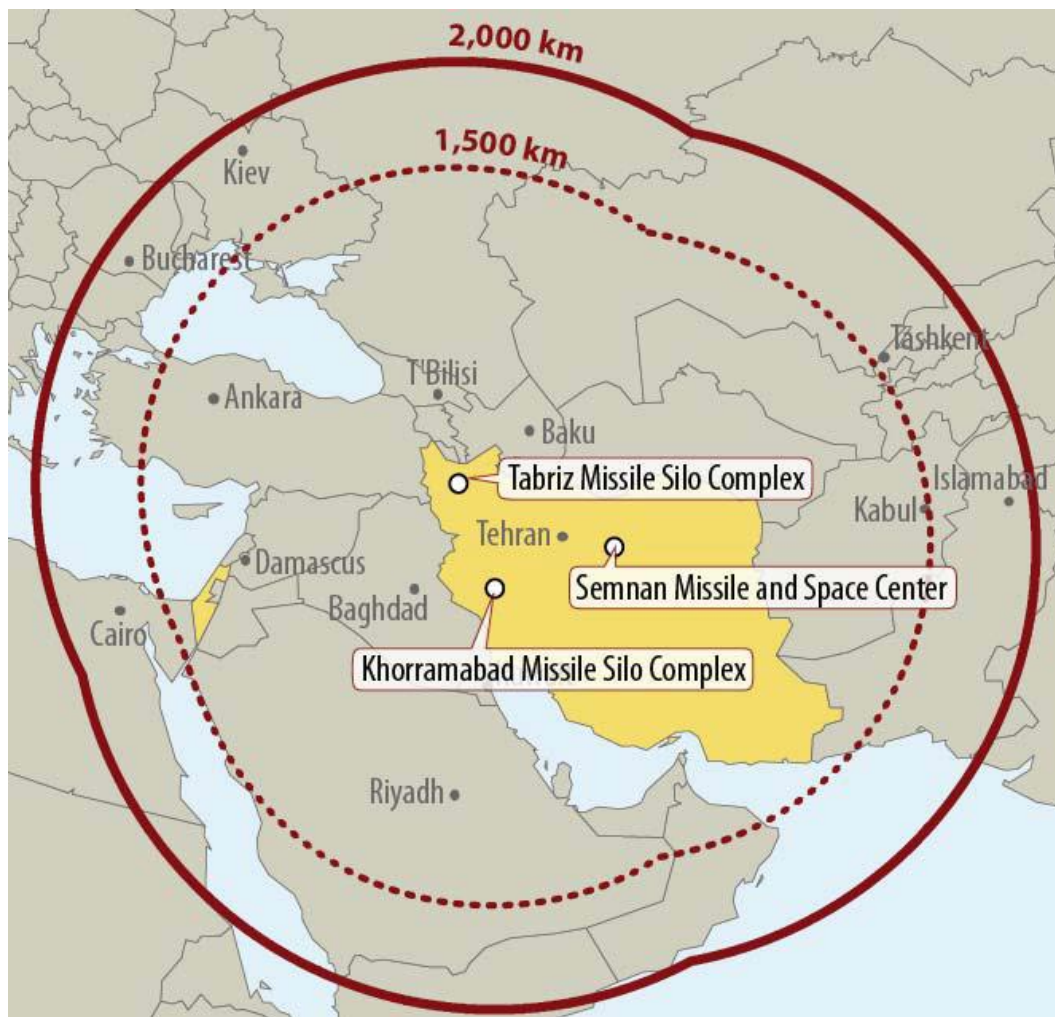 2,000 km
1,500 km
Kiev
Bucharest
Tashkent
Ankara
T'Bilisi
Baku
Tabriz Missile Silo Complex
Islamabad
Kabul
Tehran
Damascus
Semnan Missile and Space Center
Baghdad
Cairo
Khorramabad Missile Silo Complex
Riyadh